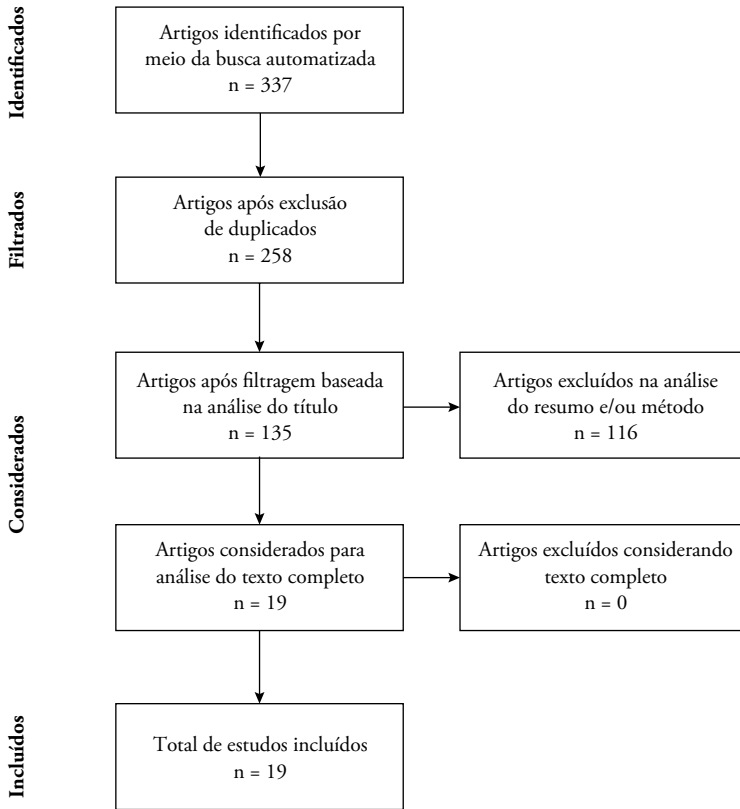 Identificados
Artigos identificados por
meio da busca automatizada
n = 337
Filtrados
Artigos após exclusão
de duplicados
n = 258
Considerados
Artigos após filtragem baseada
na análise do título
n = 135
Artigos excluídos na análise
do resumo e/ou método
n = 116
Artigos considerados para
análise do texto completo
n = 19
Artigos excluídos considerando
texto completo
n = 0
Incluídos
Total de estudos incluídos
n = 19